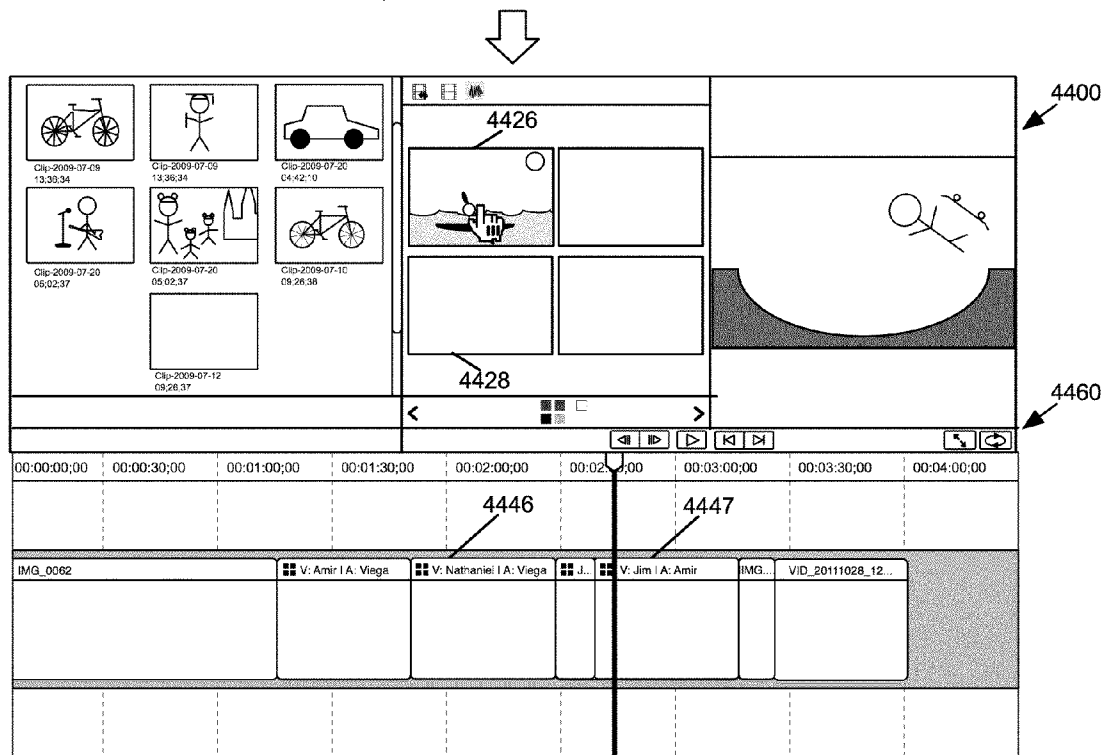 4400
4426
Clip-2009-07-09
13;36;34
Clip-2009-07-09
13;36;34
Clip-2009-07-20
04;42;10
Clip-2009-07-20
05;02;37
Clip-2009-07-10
09;26;38
Clip-2009-07-20
Clip-2009-07-12
09;26;37
4428
4460
00:00:00;00 00:00:30;00 00:01:00;00 00:01:30;00 00:02:00;00 00:03:00;00 00:03:30;00 00:04:00;00
4446 4447
IMG_0062 V: Amir I A: Viega V: Nathaniel I A: Viega J... V: Jim I A: Amir IMG... VID_20111028_12...